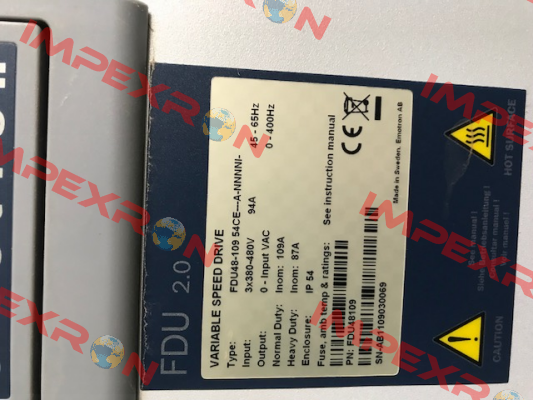 FDU 2.0
VARIABLE SPEED DRIVE
Type: FDU48-109 54CE---A-NNNNI-
Input: 3x380-480V 94A 45 - 65Hz
Output: 0 - Input VAC 0 - 400Hz
Normal Duty: Inom: 109A
Heavy Duty: Inom: 87A
Enclosure: IP 54
Fuse, amb temp & ratings: See instruction manual
PN: FDU48109
SN-AB1109030069
CE
Made in Sweden, Emotron AB
CAUTION
HOT SURFACE
See manual !
IMPEXRON
IMPEXRON
IMPEXRON
IMPEXRON